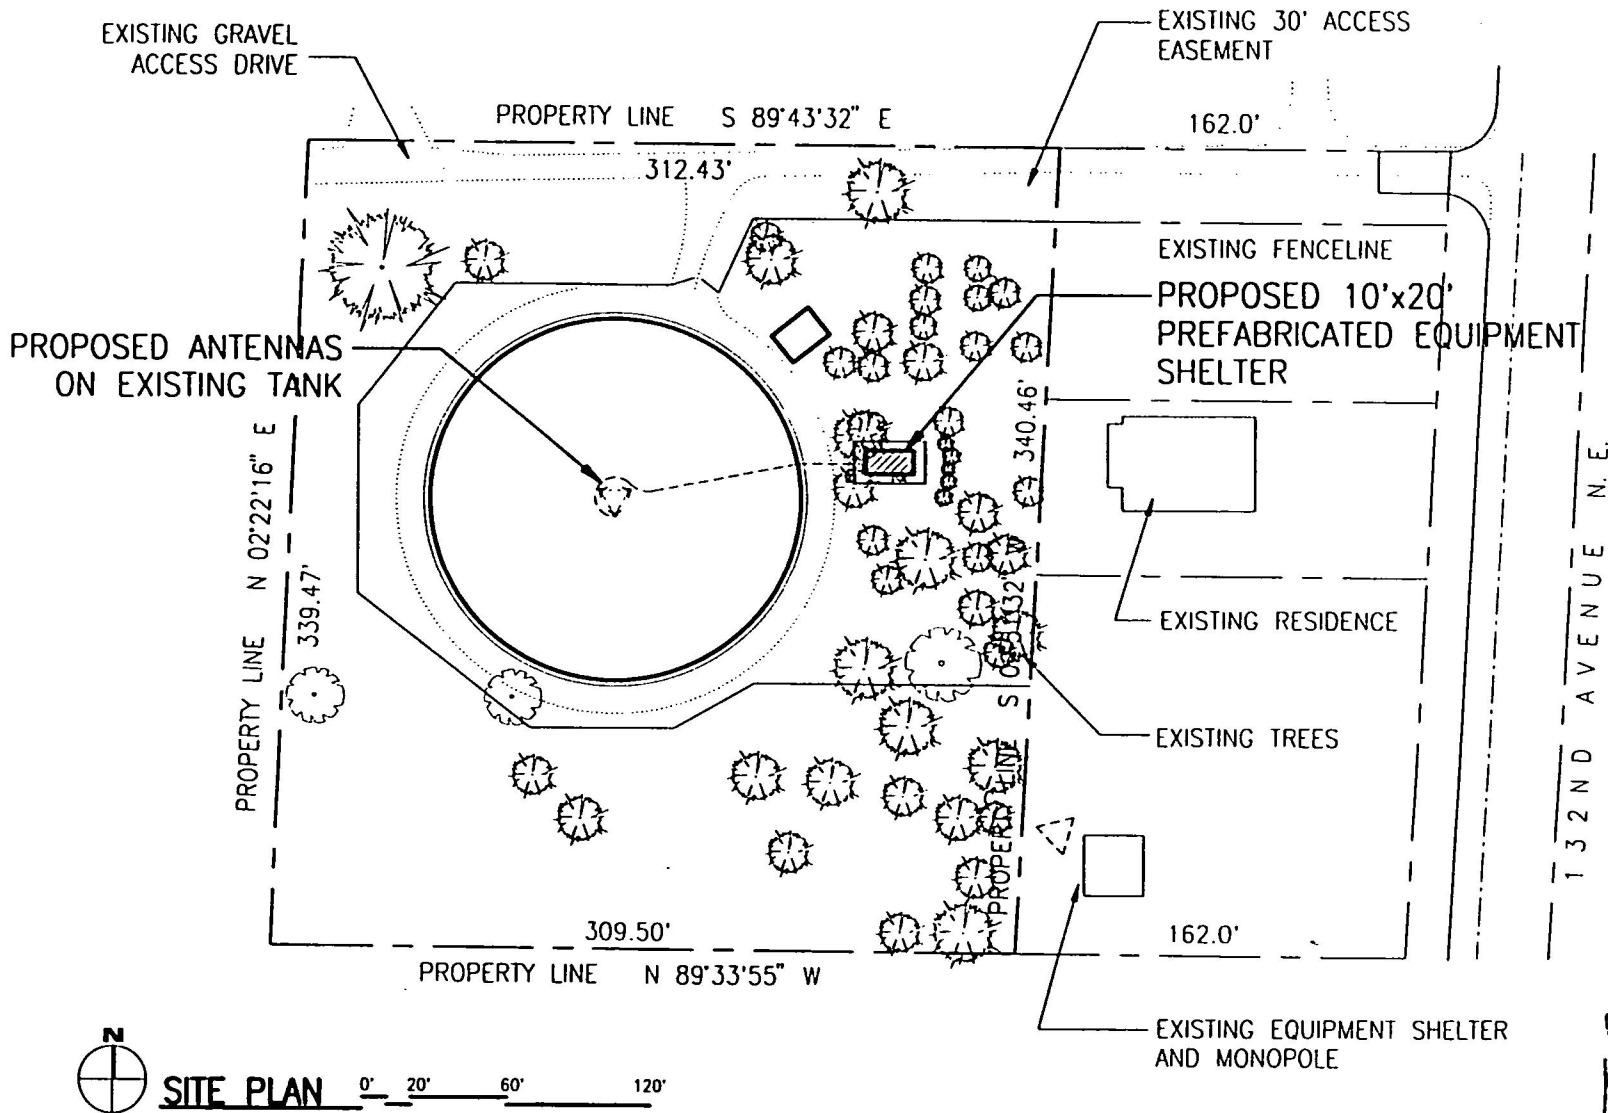 EXISTING GRAVEL
ACCESS DRIVE
EXISTING 30' ACCESS
EASEMENT
PROPERTY LINE S 89°43'32" E
162.0'
312.43'
EXISTING FENCELINE
PROPOSED 10'x20'
PREFABRICATED EQUIPMENT
SHELTER
PROPOSED ANTENNAS
ON EXISTING TANK
340.46'
PROPERTY LINE N 02°22'16" E
339.47'
PROPERTY LINE S
EXISTING RESIDENCE
EXISTING TREES
132ND AVENUE N.E.
309.50'
162.0'
PROPERTY LINE N 89°33'55" W
EXISTING EQUIPMENT SHELTER
AND MONOPOLE
N
SITE PLAN 0' 20' 60' 120'